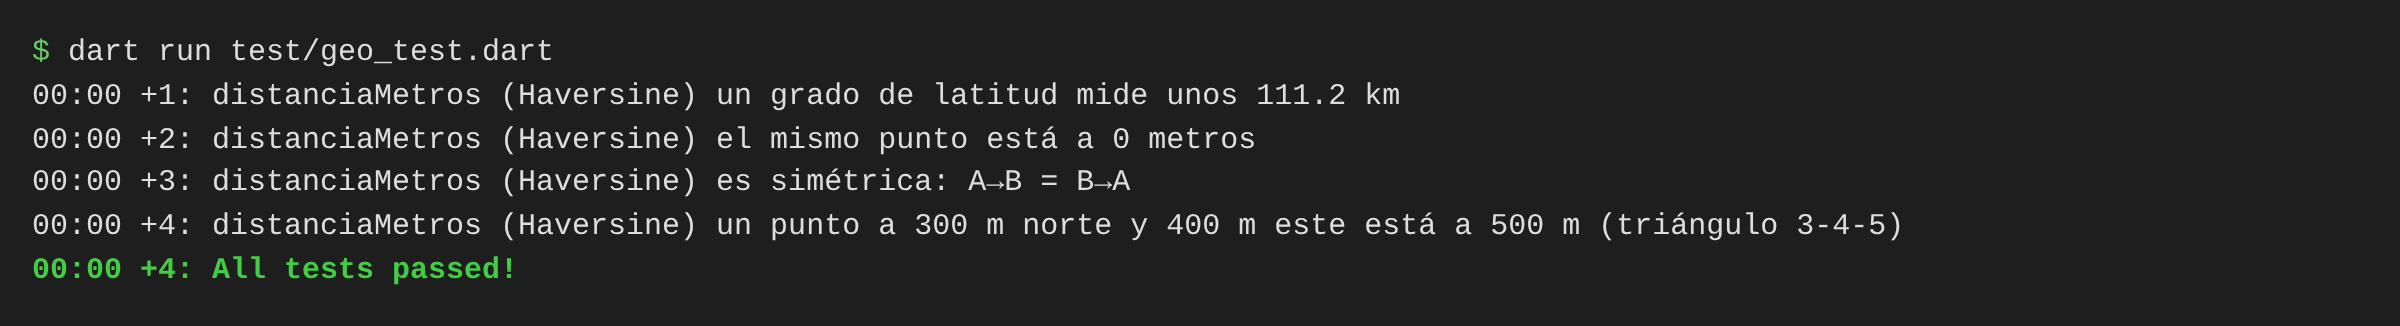 $ dart run test/geo_test.dart
00:00 +1: distanciaMetros (Haversine) un grado de latitud mide unos 111.2 km
00:00 +2: distanciaMetros (Haversine) el mismo punto está a 0 metros
00:00 +3: distanciaMetros (Haversine) es simétrica: A→B = B→A
00:00 +4: distanciaMetros (Haversine) un punto a 300 m norte y 400 m este está a 500 m (triángulo 3-4-5)
00:00 +4: All tests passed!